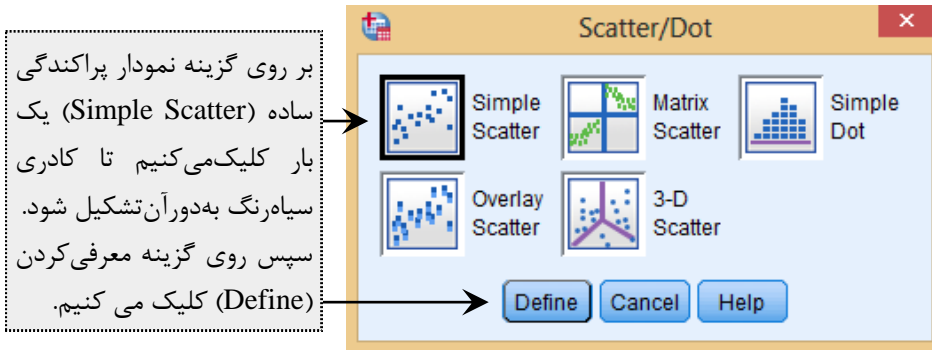 بر روی گزینه نمودار پراکندگی
ساده (Simple Scatter) یک
بار کلیک‌می‌کنیم تا کادری
سیاه‌رنگ به‌دورآن‌تشکیل شود.
سپس روی گزینه معرفی‌کردن
(Define) کلیک می کنیم.
Scatter/Dot
x
Simple
Scatter
Matrix
Scatter
Simple
Dot
Overlay
Scatter
3-D
Scatter
Define Cancel Help